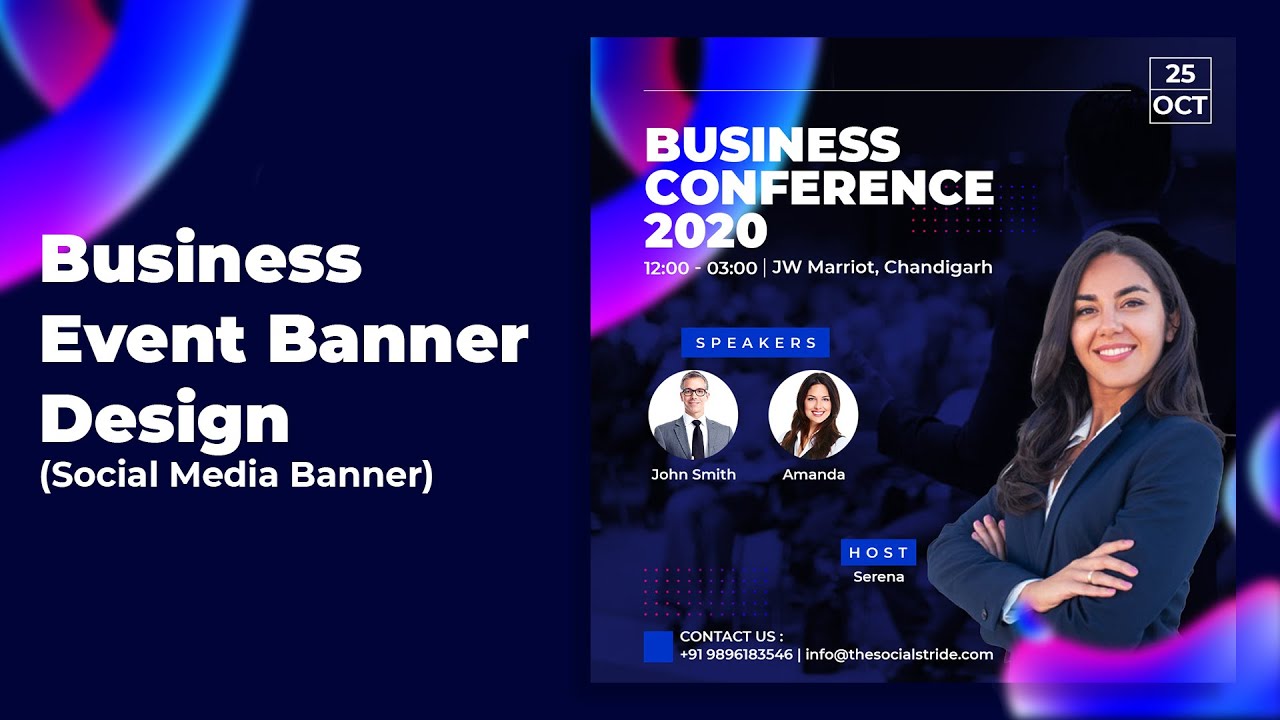 Business
Event Banner
Design
(Social Media Banner)
25
OCT
BUSINESS
CONFERENCE
2020
12:00 - 03:00 | JW Marriot, Chandigarh
SPEAKERS
John Smith
Amanda
HOST
Serena
CONTACT US :
+91 9896183546 | info@thesocialstride.com